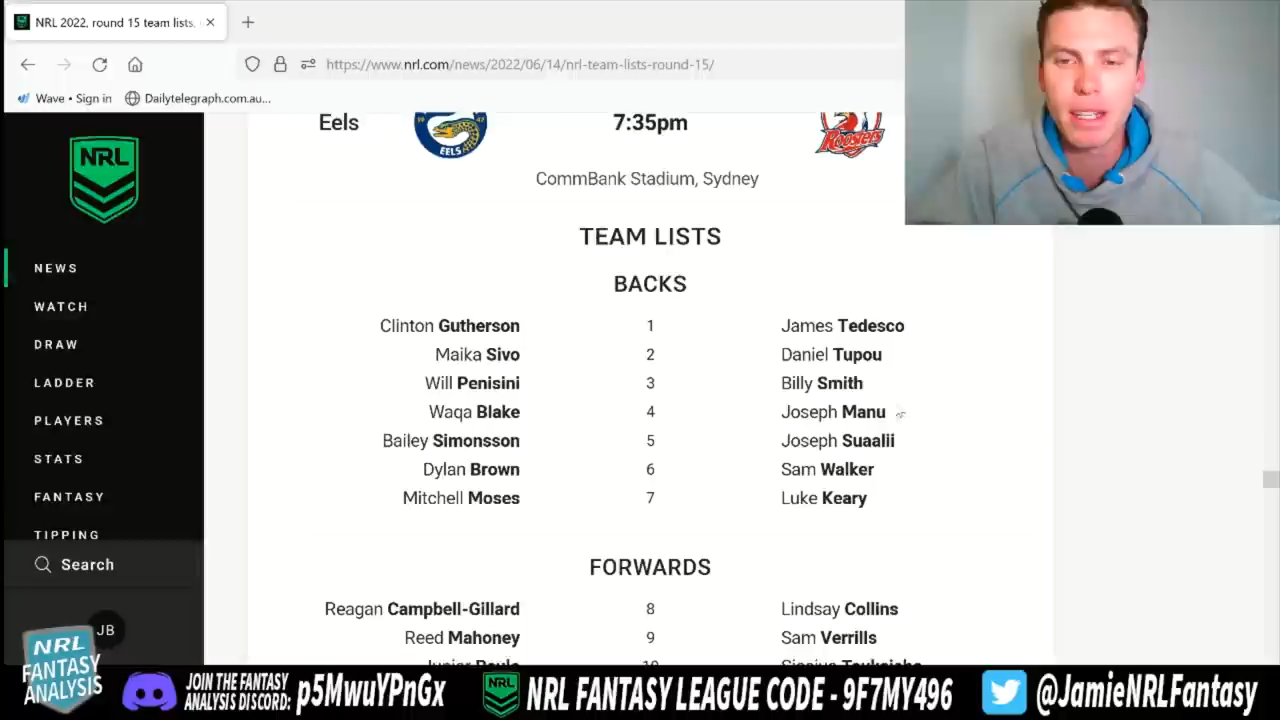 NRL 2022, round 15 team lists,
https://www.nrl.com/news/2022/06/14/nrl-team-lists-round-15/
Wave • Sign in
Dailytelegraph.com.au...
NRL
NEWS
WATCH
DRAW
LADDER
PLAYERS
STATS
FANTASY
TIPPING
Search
JB
Eels
EELS
7:35pm
Roosters
CommBank Stadium, Sydney
TEAM LISTS
BACKS
Clinton Gutherson 1 James Tedesco
Maika Sivo 2 Daniel Tupou
Will Penisini 3 Billy Smith
Waqa Blake 4 Joseph Manu
Bailey Simonsson 5 Joseph Suaalii
Dylan Brown 6 Sam Walker
Mitchell Moses 7 Luke Keary
FORWARDS
Reagan Campbell-Gillard 8 Lindsay Collins
Reed Mahoney 9 Sam Verrills
NRL
FANTASY
ANALYSIS
JOIN THE FANTASY
ANALYSIS DISCORD: p5MwuYPnGx
NRL
NRL FANTASY LEAGUE CODE - 9F7MY496
@JamieNRLFantasy